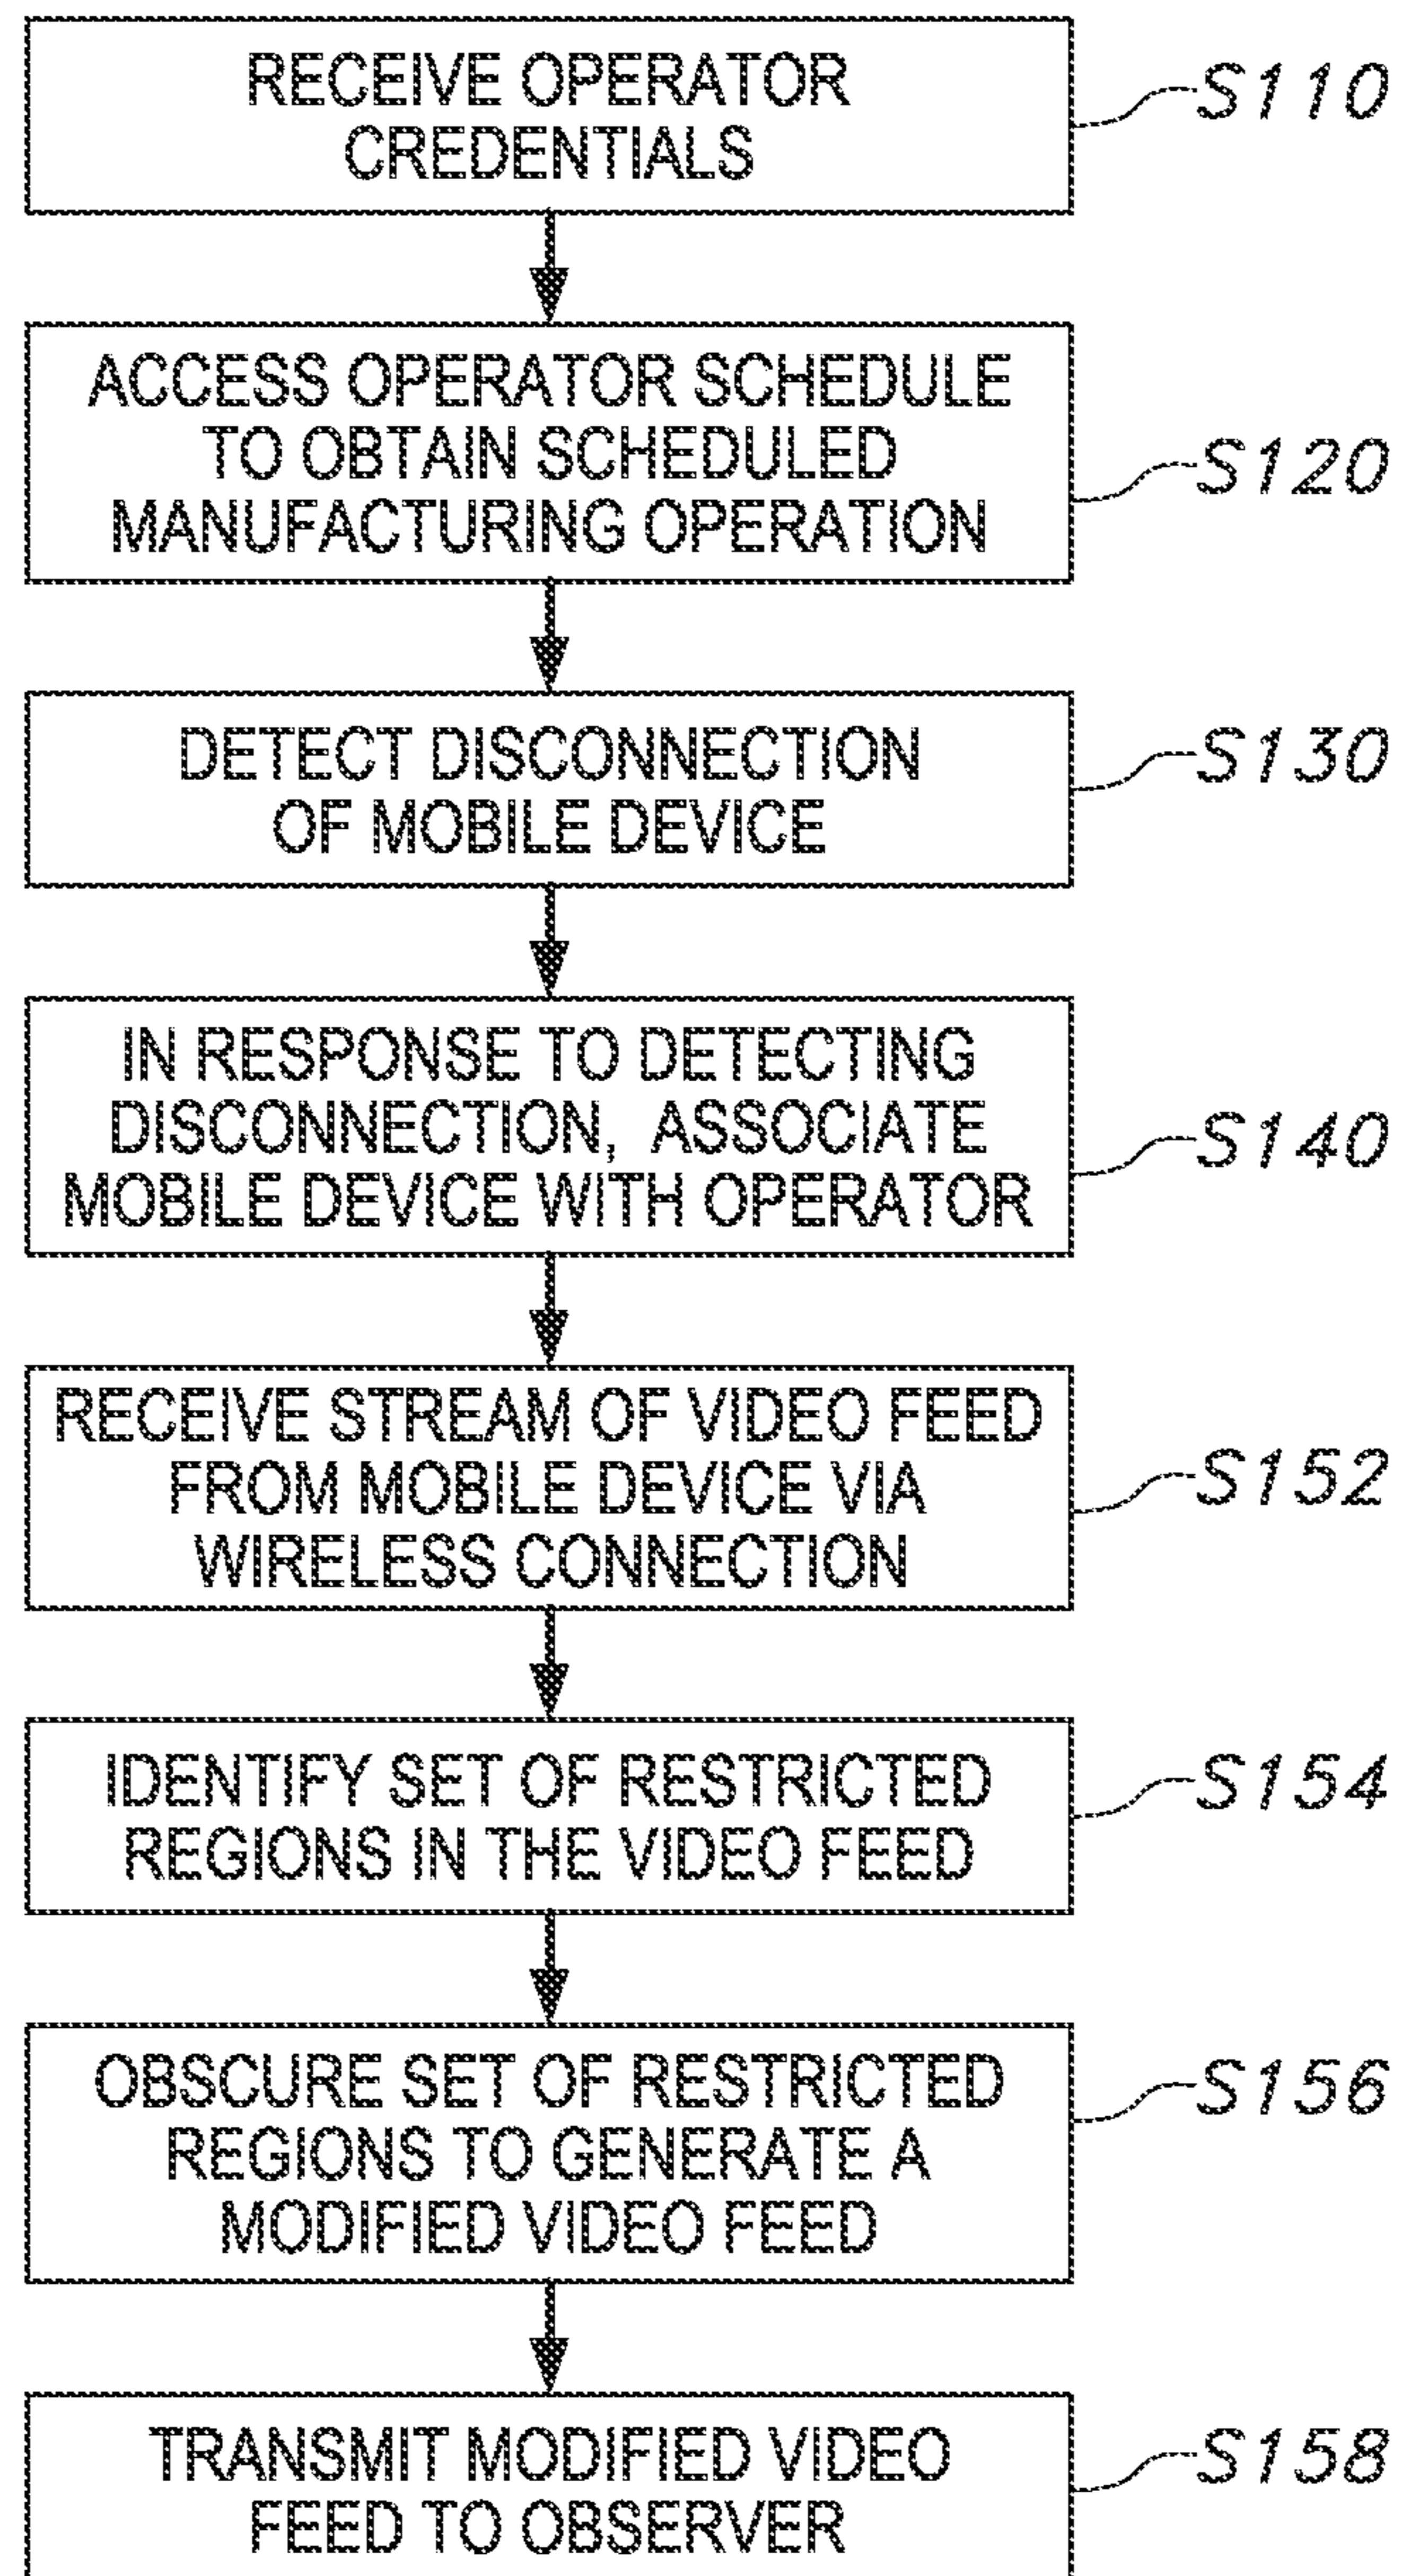 RECEIVE OPERATOR
CREDENTIALS
S110
ACCESS OPERATOR SCHEDULE
TO OBTAIN SCHEDULED
MANUFACTURING OPERATION
S120
DETECT DISCONNECTION
OF MOBILE DEVICE
S130
IN RESPONSE TO DETECTING
DISCONNECTION, ASSOCIATE
MOBILE DEVICE WITH OPERATOR
S140
RECEIVE STREAM OF VIDEO FEED
FROM MOBILE DEVICE VIA
WIRELESS CONNECTION
S152
IDENTIFY SET OF RESTRICTED
REGIONS IN THE VIDEO FEED
S154
OBSCURE SET OF RESTRICTED
REGIONS TO GENERATE A
MODIFIED VIDEO FEED
S156
TRANSMIT MODIFIED VIDEO
FEED TO OBSERVER
S158